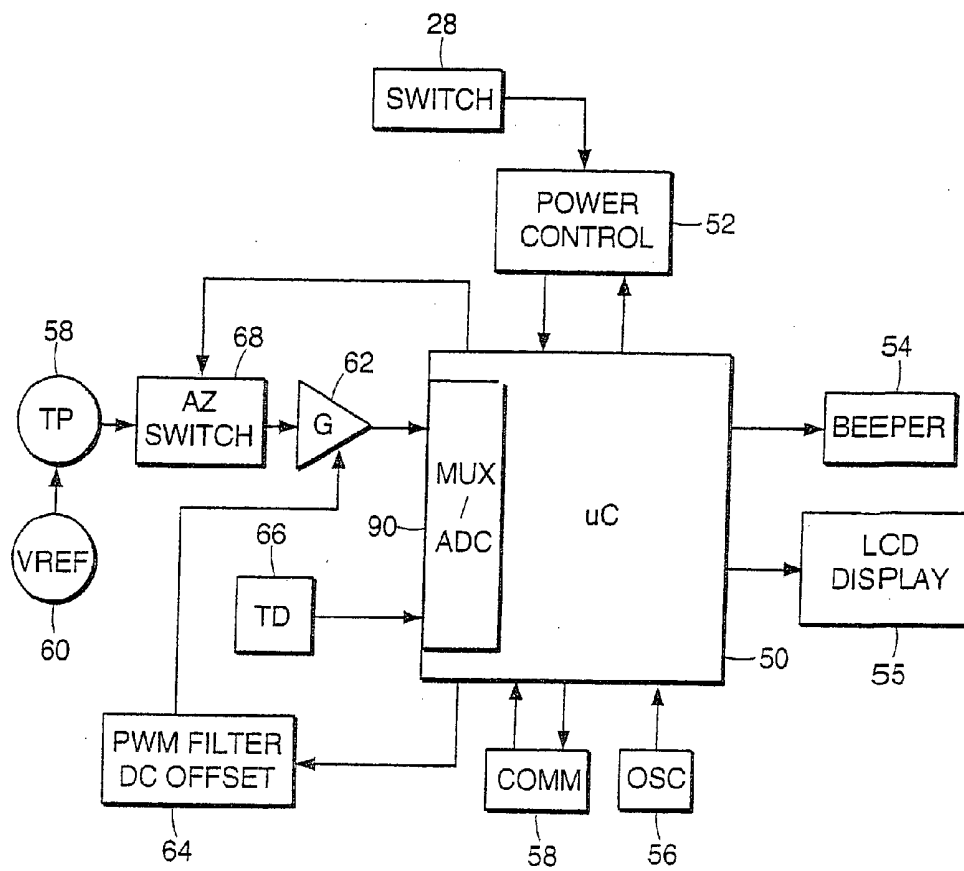 28
SWITCH
POWER
CONTROL
52
58
68
62
54
TP
AZ
SWITCH
G
BEEPER
MUX
/
ADC
90
uC
VREF
66
LCD
DISPLAY
TD
60
50
55
PWM FILTER
DC OFFSET
COMM
OSC
64
58
56